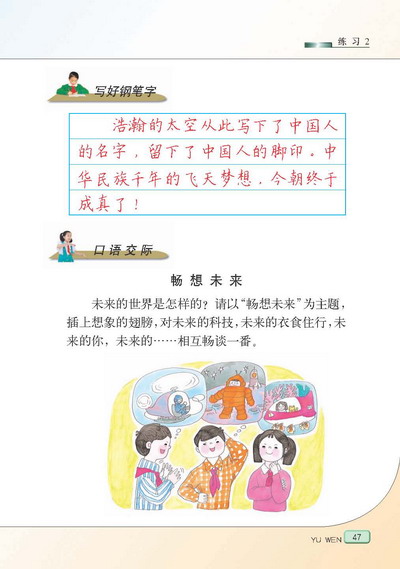 练习2
写好钢笔字
浩瀚的太空从此写下了中国人
的名字，留下了中国人的脚印。中
华民族千年的飞天梦想，今朝终于
成真了！
口语交际
畅想未来
未来的世界是怎样的？请以“畅想未来”为主题，
插上想象的翅膀，对未来的科技，未来的衣食住行，未
来的你，未来的……相互畅谈一番。
YU WEN 47